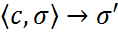 ⟨c, σ⟩ → σ′